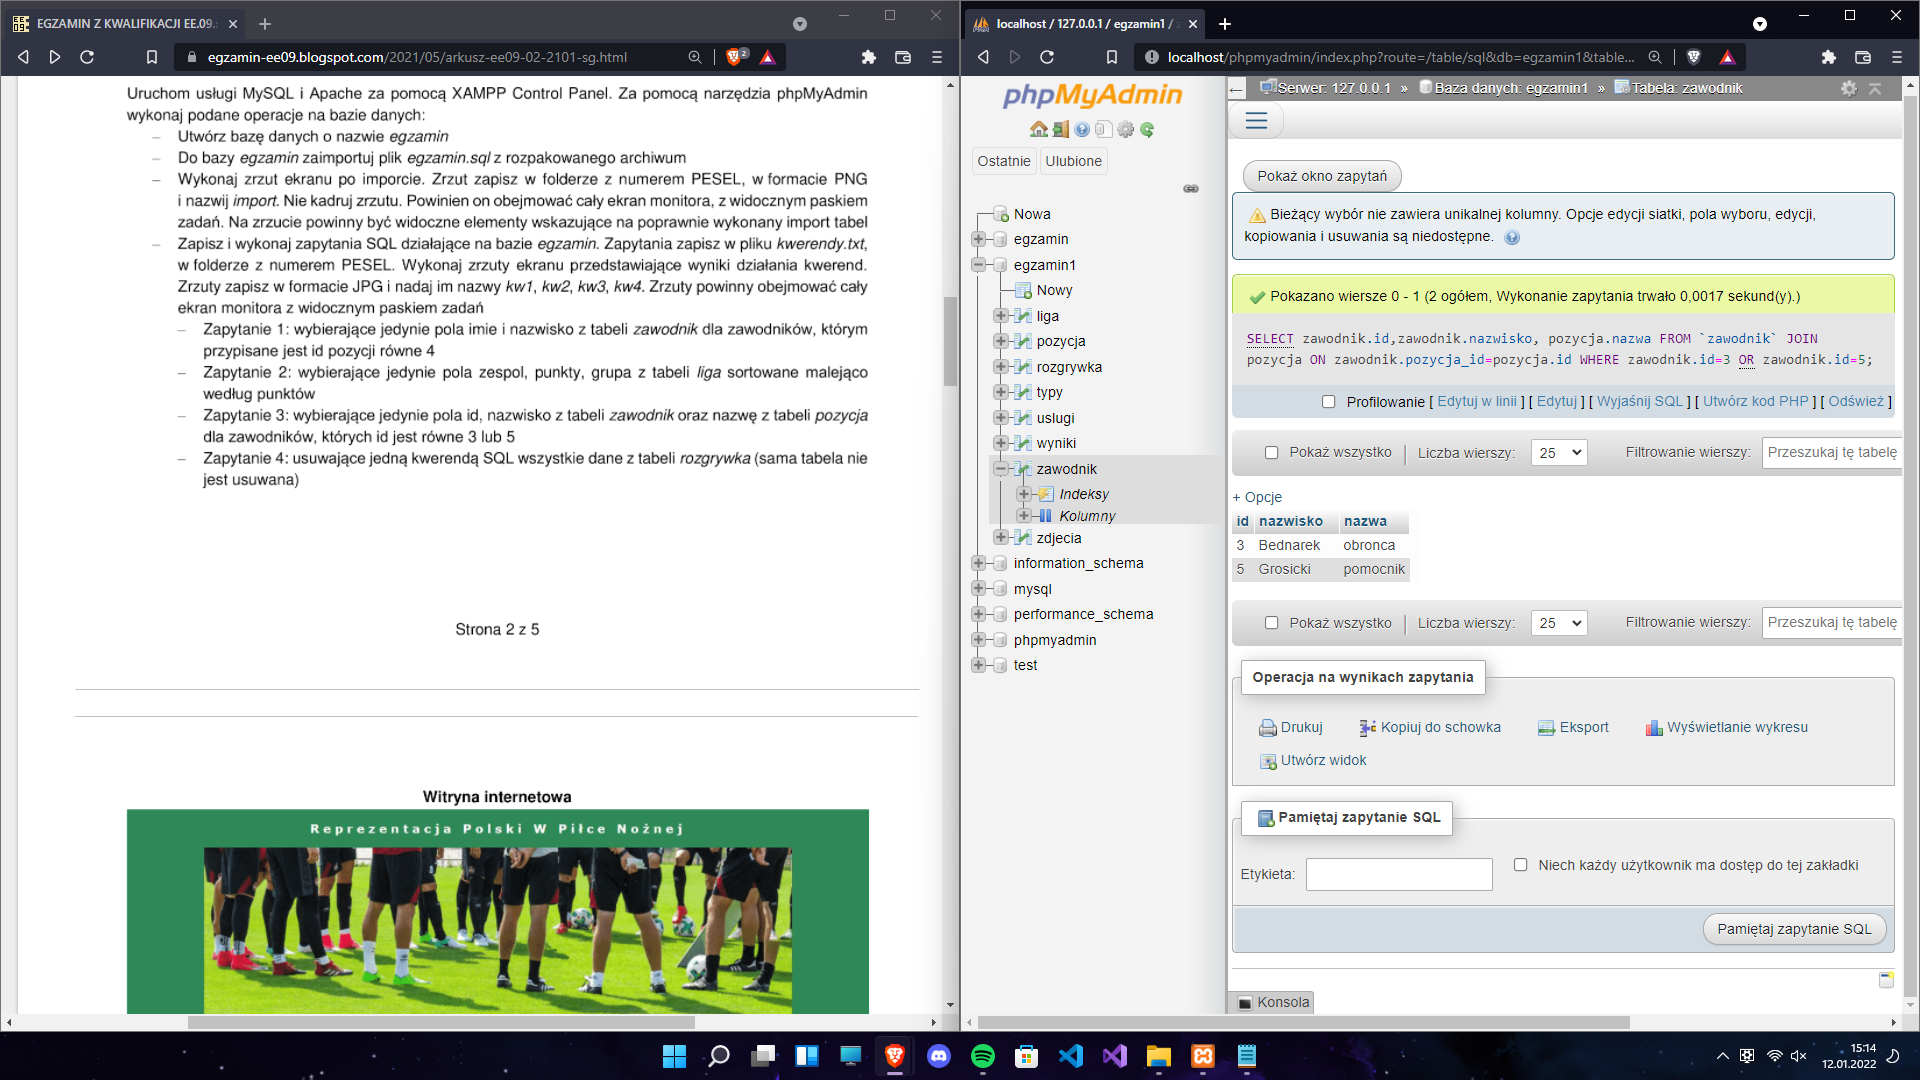 EGZAMIN Z KWALIFIKACJI EE.09.
egzamin-ee09.blogspot.com/2021/05/arkusz-ee09-02-2101-sg.html
2
Uruchom usługi MySQL i Apache za pomocą XAMPP Control Panel. Za pomocą narzędzia phpMyAdmin
wykonaj podane operacje na bazie danych:
– Utwórz bazę danych o nazwie egzamin
– Do bazy egzamin zaimportuj plik egzamin.sql z rozpakowanego archiwum
– Wykonaj zrzut ekranu po imporcie. Zrzut zapisz w folderze z numerem PESEL, w formacie PNG
i nazwij import. Nie kadruj zrzutu. Powinien on obejmować cały ekran monitora, z widocznym paskiem
zadań. Na zrzucie powinny być widoczne elementy wskazujące na poprawnie wykonany import tabel
– Zapisz i wykonaj zapytania SQL działające na bazie egzamin. Zapytania zapisz w pliku kwerendy.txt,
w folderze z numerem PESEL. Wykonaj zrzuty ekranu przedstawiające wyniki działania kwerend.
Zrzuty zapisz w formacie JPG i nadaj im nazwy kw1, kw2, kw3, kw4. Zrzuty powinny obejmować cały
ekran monitora z widocznym paskiem zadań
– Zapytanie 1: wybierające jedynie pola imie i nazwisko z tabeli zawodnik dla zawodników, którym
przypisane jest id pozycji równe 4
– Zapytanie 2: wybierające jedynie pola zespol, punkty, grupa z tabeli liga sortowane malejąco
według punktów
– Zapytanie 3: wybierające jedynie pola id, nazwisko z tabeli zawodnik oraz nazwę z tabeli pozycja
dla zawodników, których id jest równe 3 lub 5
– Zapytanie 4: usuwające jedną kwerendą SQL wszystkie dane z tabeli rozgrywka (sama tabela nie
jest usuwana)
Strona 2 z 5
Witryna internetowa
Reprezentacja Polski W Piłce Nożnej
localhost / 127.0.0.1 / egzamin1 /
localhost/phpmyadmin/index.php?route=/table/sql&db=egzamin1&table...
phpMyAdmin
Ostatnie Ulubione
Nowa
egzamin
egzamin1
Nowy
liga
pozycja
rozgrywka
typy
uslugi
wyniki
zawodnik
Indeksy
Kolumny
zdjecia
information_schema
mysql
performance_schema
phpmyadmin
test
← Serwer: 127.0.0.1 » Baza danych: egzamin1 » Tabela: zawodnik
Pokaż okno zapytań
Bieżący wybór nie zawiera unikalnej kolumny. Opcje edycji siatki, pola wyboru, edycji,
kopiowania i usuwania są niedostępne.
Pokazano wiersze 0 - 1 (2 ogółem, Wykonanie zapytania trwało 0,0017 sekund(y).)
SELECT zawodnik.id,zawodnik.nazwisko, pozycja.nazwa FROM `zawodnik` JOIN
pozycja ON zawodnik.pozycja_id=pozycja.id WHERE zawodnik.id=3 OR zawodnik.id=5;
Profilowanie [ Edytuj w linii ] [ Edytuj ] [ Wyjaśnij SQL ] [ Utwórz kod PHP ] [ Odśwież ]
Pokaż wszystko Liczba wierszy: 25 Filtrowanie wierszy: Przeszukaj tę tabelę
+ Opcje
id nazwisko nazwa
3 Bednarek obronca
5 Grosicki pomocnik
Pokaż wszystko Liczba wierszy: 25 Filtrowanie wierszy: Przeszukaj tę tabelę
Operacja na wynikach zapytania
Drukuj Kopiuj do schowka Eksport Wyświetlanie wykresu
Utwórz widok
Pamiętaj zapytanie SQL
Etykieta: Niech każdy użytkownik ma dostęp do tej zakładki
Pamiętaj zapytanie SQL
Konsola
15:14
12.01.2022